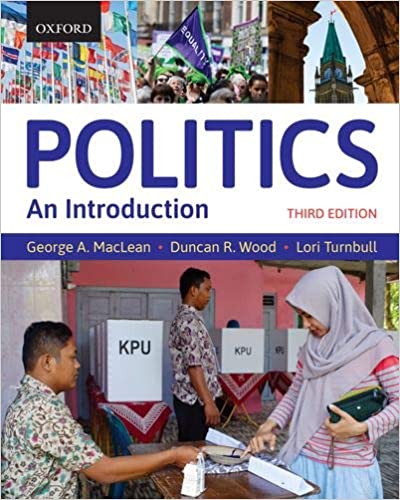 OXFORD
EQUALITY
POLITICS
An Introduction
THIRD EDITION
George A. MacLean • Duncan R. Wood • Lori Turnbull
KPU
KPU
KPU